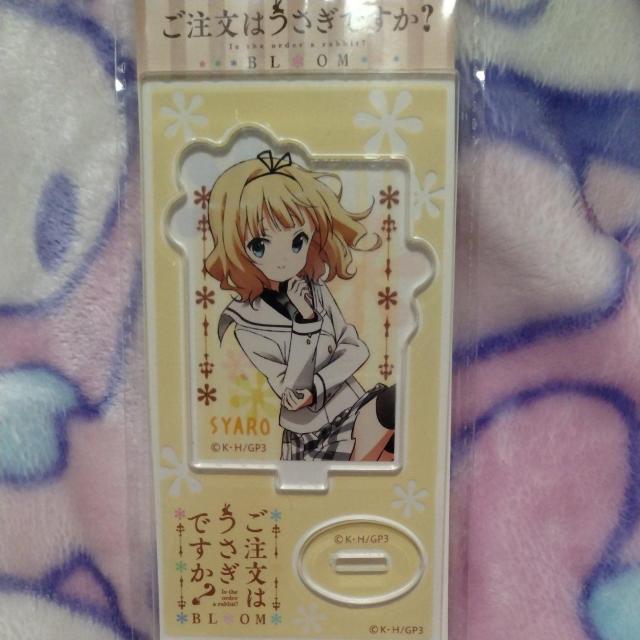 ご注文はうさぎですか?
Is the order a rabbit?
BLOOM
SYARO
©K・H/GP3
ご注文は
うさぎ
ですか?
Is the order
a rabbit?
BLOOM
©K・H/GP3
©K・H/GP3